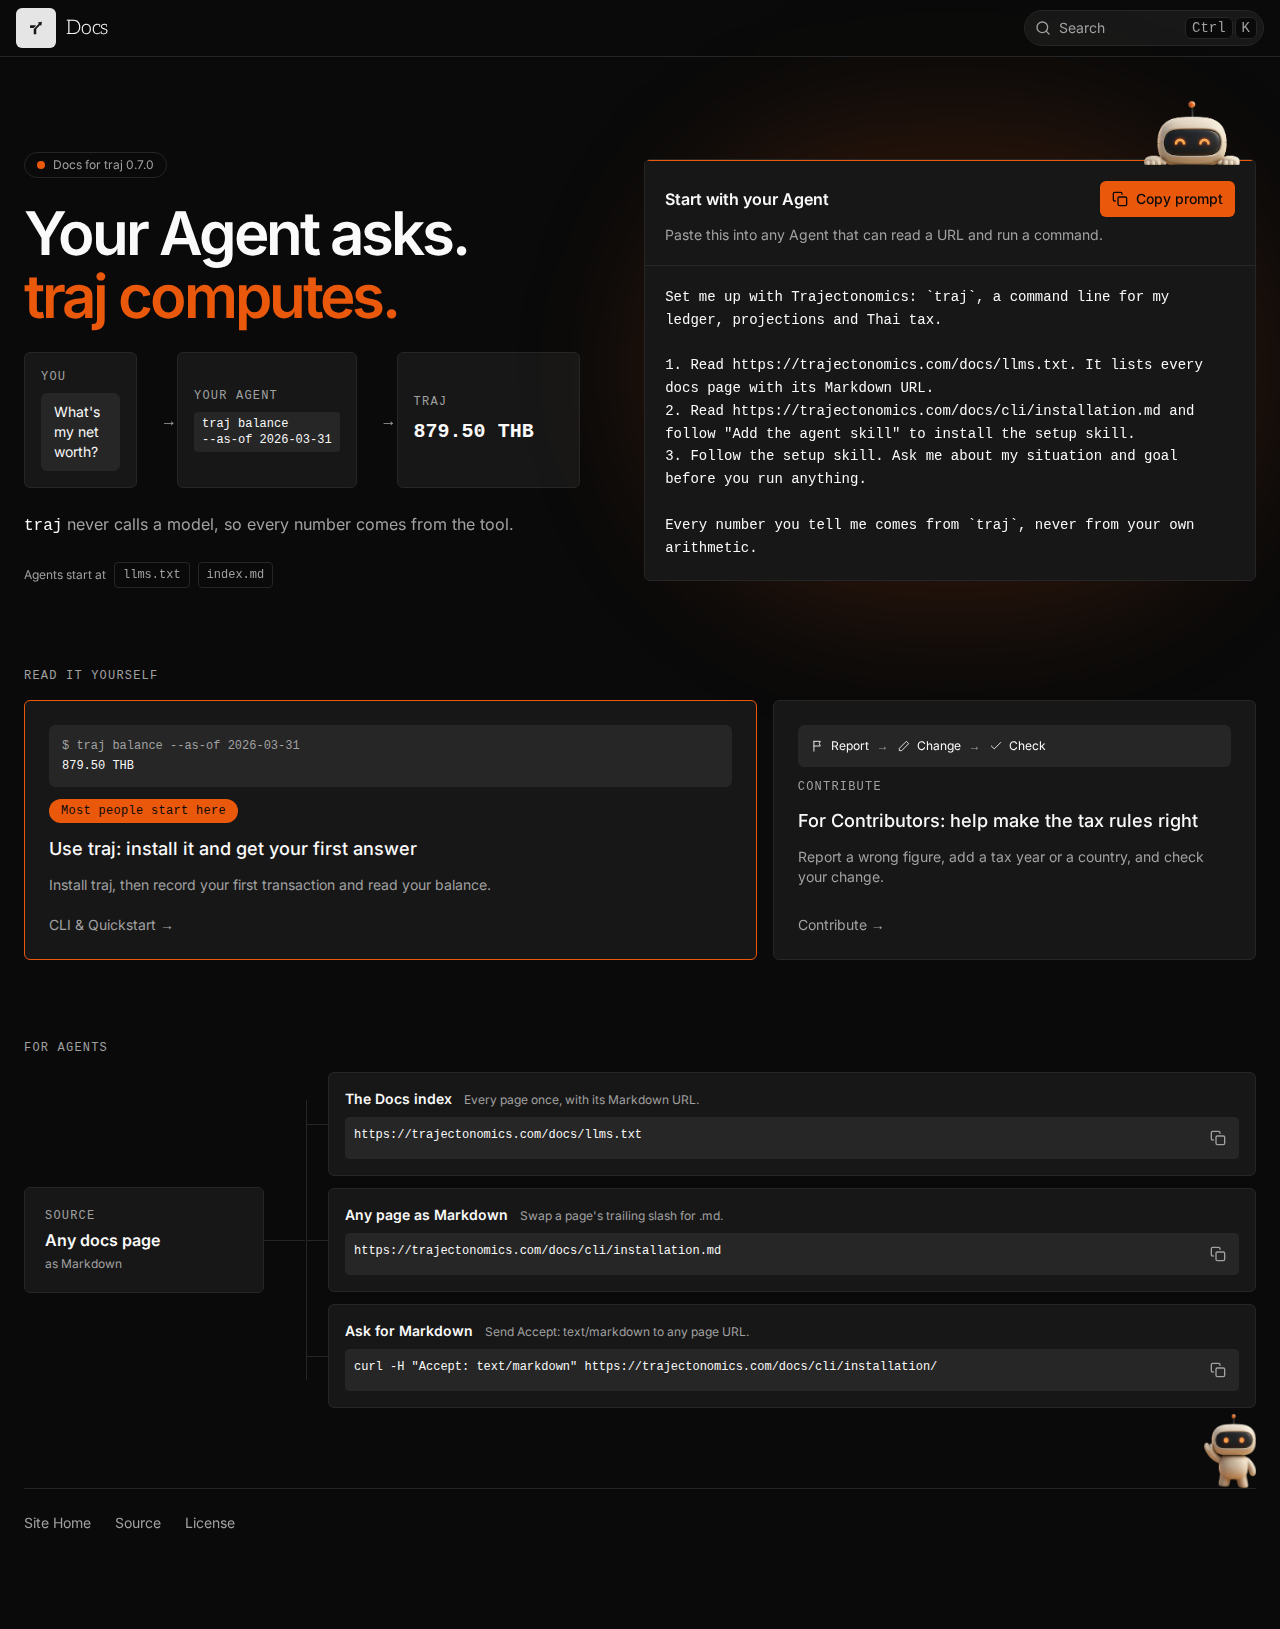 Docs
Search
Ctrl K
Docs for traj 0.7.0
Your Agent asks.
traj computes.
YOU
What's
my net
worth?
→
YOUR AGENT
traj balance
--as-of 2026-03-31
→
TRAJ
879.50 THB
traj never calls a model, so every number comes from the tool.
Agents start at llms.txt index.md
Start with your Agent
Copy prompt
Paste this into any Agent that can read a URL and run a command.
Set me up with Trajectonomics: `traj`, a command line for my
ledger, projections and Thai tax.
1. Read https://trajectonomics.com/docs/llms.txt. It lists every
docs page with its Markdown URL.
2. Read https://trajectonomics.com/docs/cli/installation.md and
follow "Add the agent skill" to install the setup skill.
3. Follow the setup skill. Ask me about my situation and goal
before you run anything.
Every number you tell me comes from `traj`, never from your own
arithmetic.
READ IT YOURSELF
$ traj balance --as-of 2026-03-31
879.50 THB
Most people start here
Use traj: install it and get your first answer
Install traj, then record your first transaction and read your balance.
CLI & Quickstart →
Report → Change → Check
CONTRIBUTE
For Contributors: help make the tax rules right
Report a wrong figure, add a tax year or a country, and check
your change.
Contribute →
FOR AGENTS
SOURCE
Any docs page
as Markdown
The Docs index Every page once, with its Markdown URL.
https://trajectonomics.com/docs/llms.txt
Any page as Markdown Swap a page's trailing slash for .md.
https://trajectonomics.com/docs/cli/installation.md
Ask for Markdown Send Accept: text/markdown to any page URL.
curl -H "Accept: text/markdown" https://trajectonomics.com/docs/cli/installation/
Site Home Source License